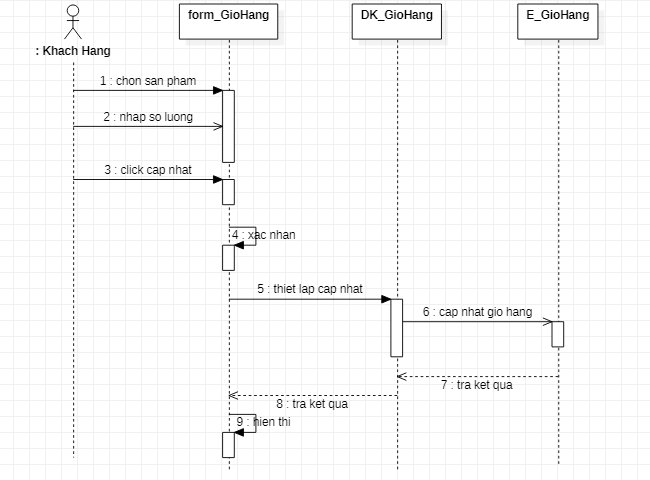 form_GioHang
DK_GioHang
E_GioHang
: Khach Hang
1 : chon san pham
2 : nhap so luong
3 : click cap nhat
4 : xac nhan
5 : thiet lap cap nhat
6 : cap nhat gio hang
7 : tra ket qua
8 : tra ket qua
9 : hien thi